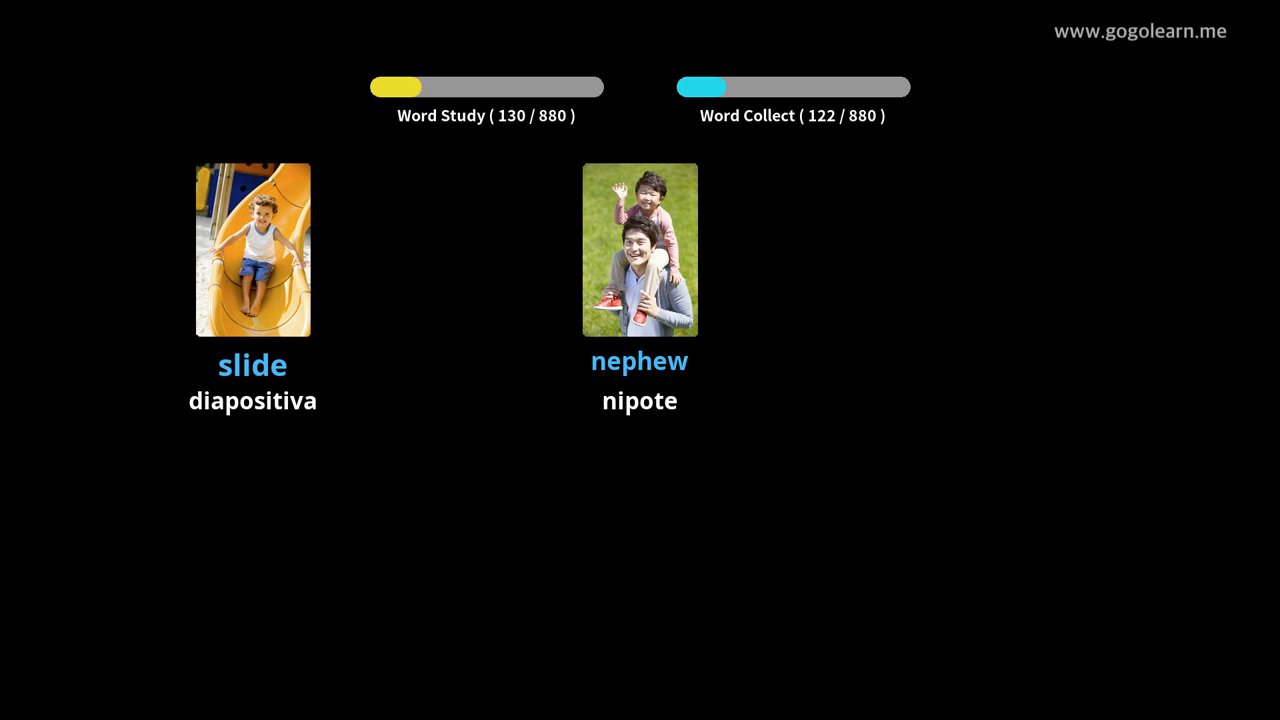 www.gogolearn.me
Word Study ( 130 / 880 )
Word Collect ( 122 / 880 )
slide
diapositiva
nephew
nipote